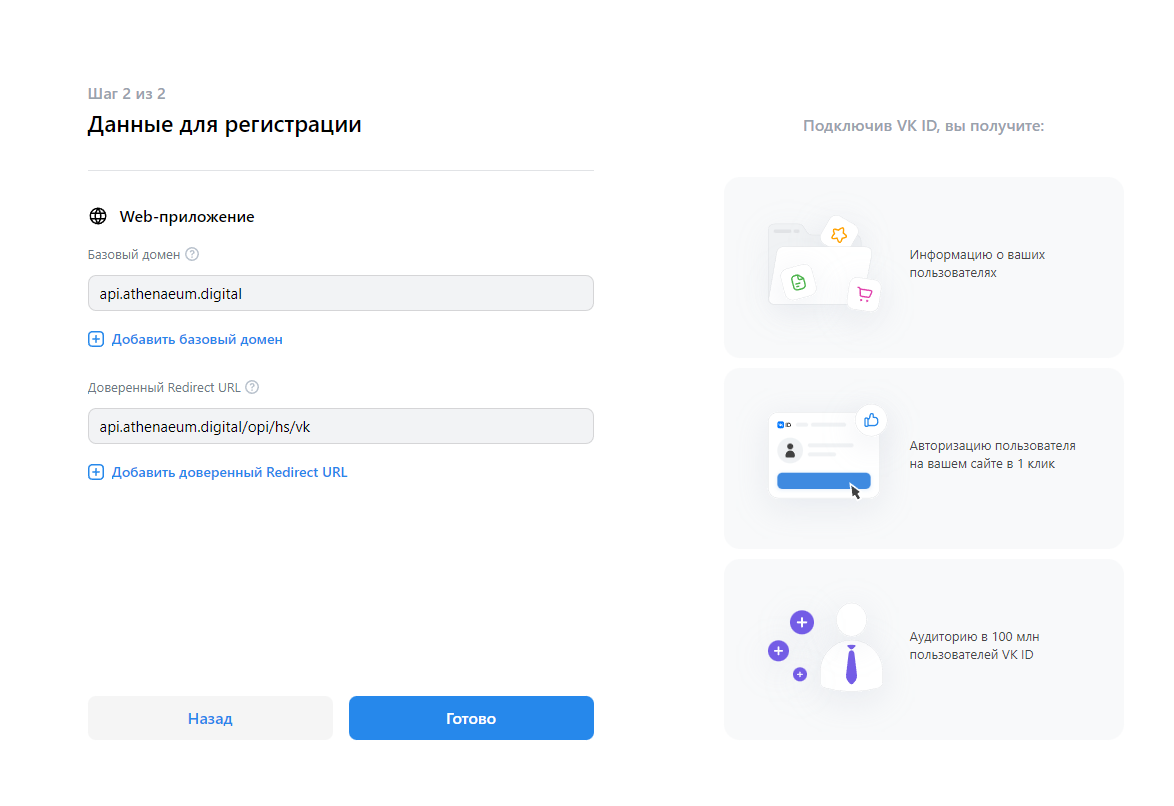 Шаг 2 из 2
Данные для регистрации
Web-приложение
Базовый домен
api.athenaeum.digital
Добавить базовый домен
Доверенный Redirect URL
api.athenaeum.digital/opi/hs/vk
Добавить доверенный Redirect URL
Назад
Готово
Подключив VK ID, вы получите:
Информацию о ваших
пользователях
ID
Авторизацию пользователя
на вашем сайте в 1 клик
Аудиторию в 100 млн
пользователей VK ID